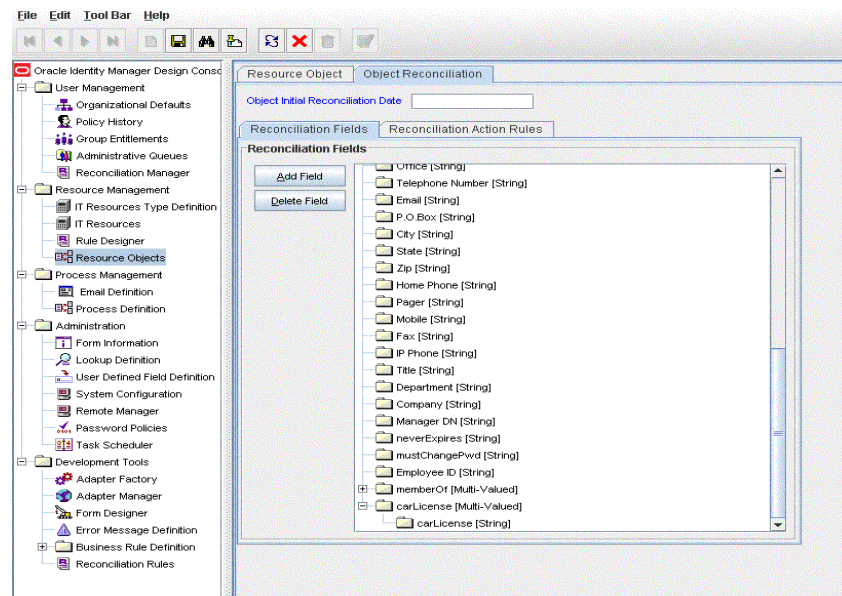 File Edit Tool Bar Help
Oracle Identity Manager Design Consc
User Management
Organizational Defaults
Policy History
Group Entitlements
Administrative Queues
Reconciliation Manager
Resource Management
IT Resources Type Definition
IT Resources
Rule Designer
Resource Objects
Process Management
Email Definition
Process Definition
Administration
Form Information
Lookup Definition
User Defined Field Definition
System Configuration
Remote Manager
Password Policies
Task Scheduler
Development Tools
Adapter Factory
Adapter Manager
Form Designer
Error Message Definition
Business Rule Definition
Reconciliation Rules
Resource Object Object Reconciliation
Object Initial Reconciliation Date
Reconciliation Fields Reconciliation Action Rules
Reconciliation Fields
Add Field
Delete Field
Office [String]
Telephone Number [String]
Email [String]
P.O.Box [String]
City [String]
State [String]
Zip [String]
Home Phone [String]
Pager [String]
Mobile [String]
Fax [String]
IP Phone [String]
Title [String]
Department [String]
Company [String]
Manager DN [String]
neverExpires [String]
mustChangePwd [String]
Employee ID [String]
memberOf [Multi-Valued]
carLicense [Multi-Valued]
carLicense [String]